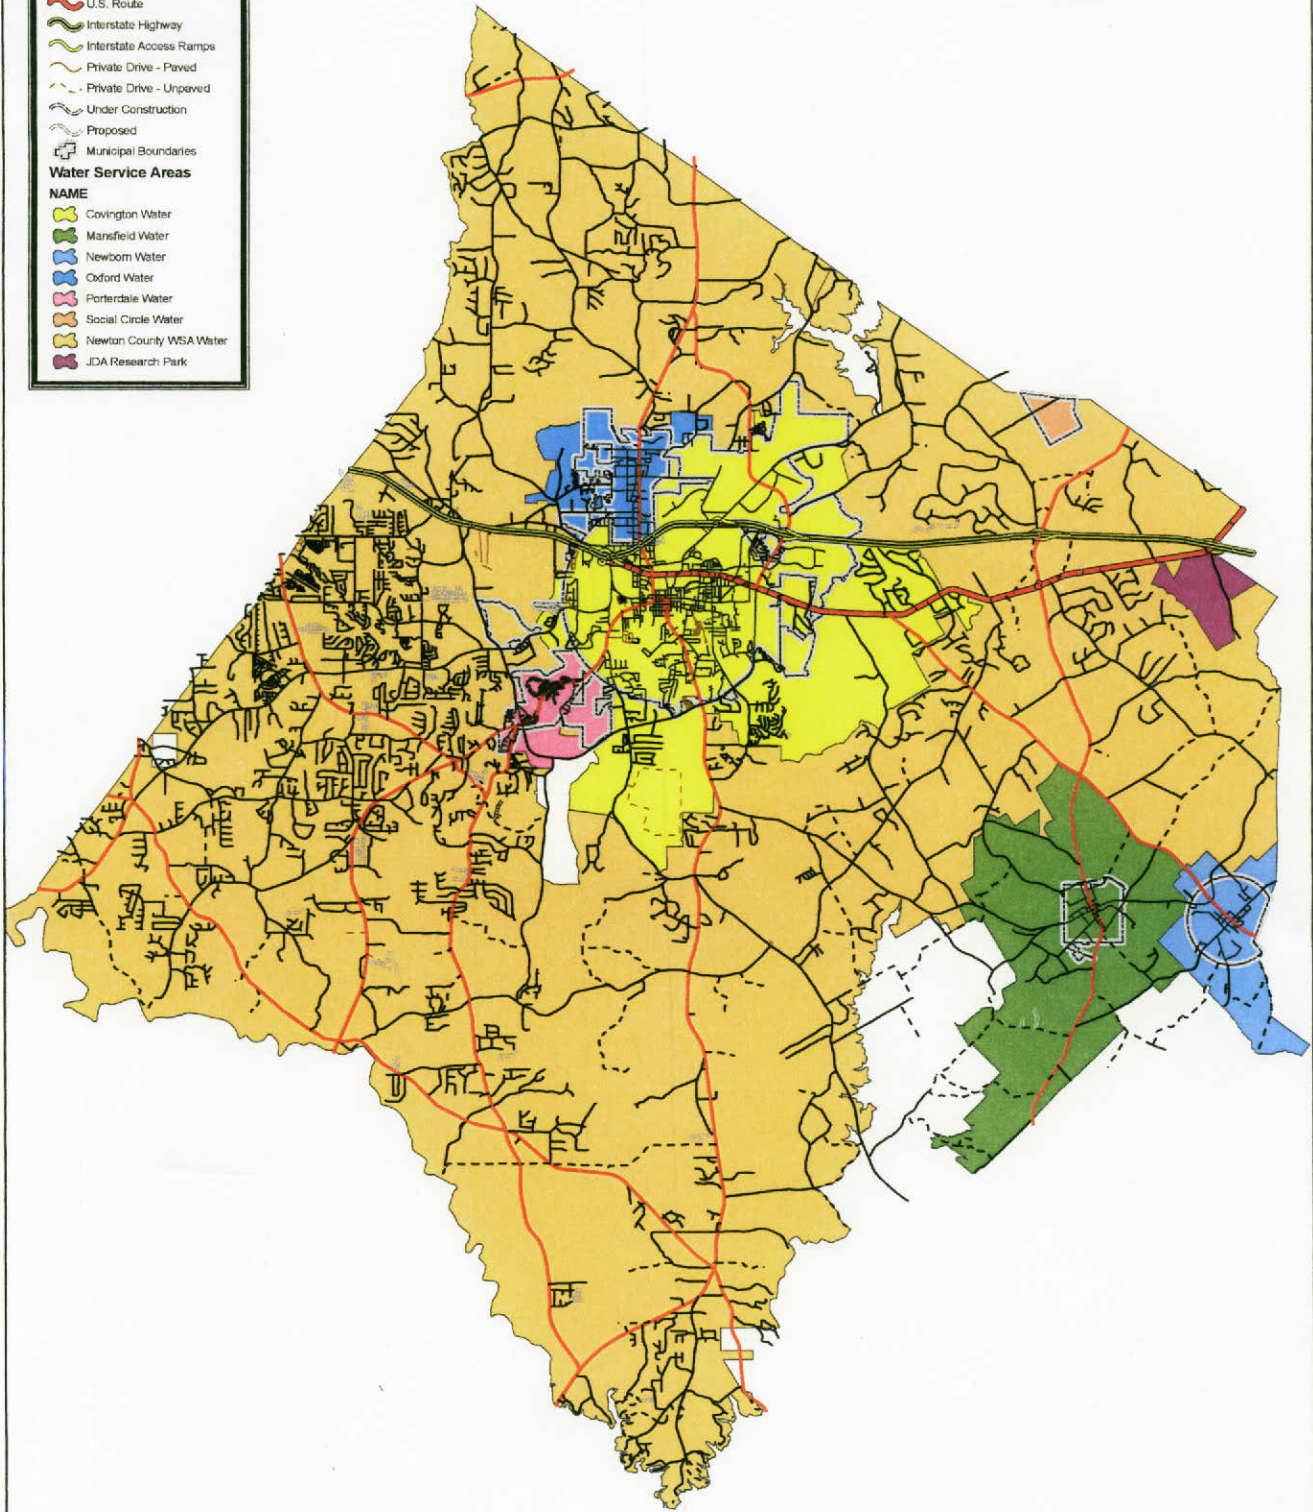 U.S. Route
Interstate Highway
Interstate Access Ramps
Private Drive - Paved
Private Drive - Unpaved
Under Construction
Proposed
Municipal Boundaries
Water Service Areas
NAME
Covington Water
Mansfield Water
Newborn Water
Oxford Water
Porterdale Water
Social Circle Water
Newton County WSA Water
JDA Research Park